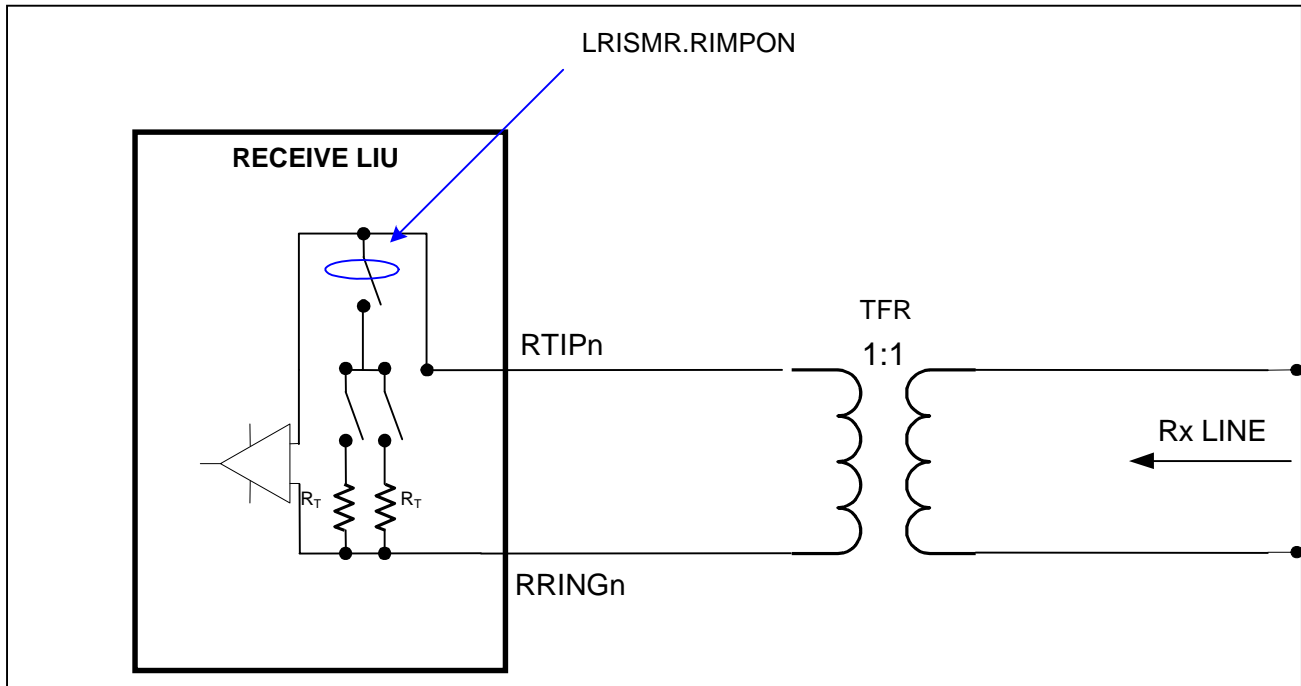 LRISMR.RIMPON
RECEIVE LIU
TFR
1:1
RTIPn
Rx LINE
RT
RT
RRINGn